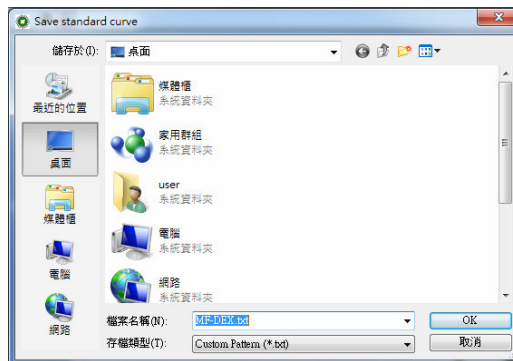 Save standard curve
儲存於(I):
桌面
最近的位置
桌面
媒體櫃
電腦
網路
媒體櫃
系統資料夾
家用群組
系統資料夾
user
系統資料夾
電腦
系統資料夾
網路
系統資料夾
檔案名稱(N):
MF-DEX.txt
OK
存檔類型(T):
Custom Pattern (*.txt)
取消